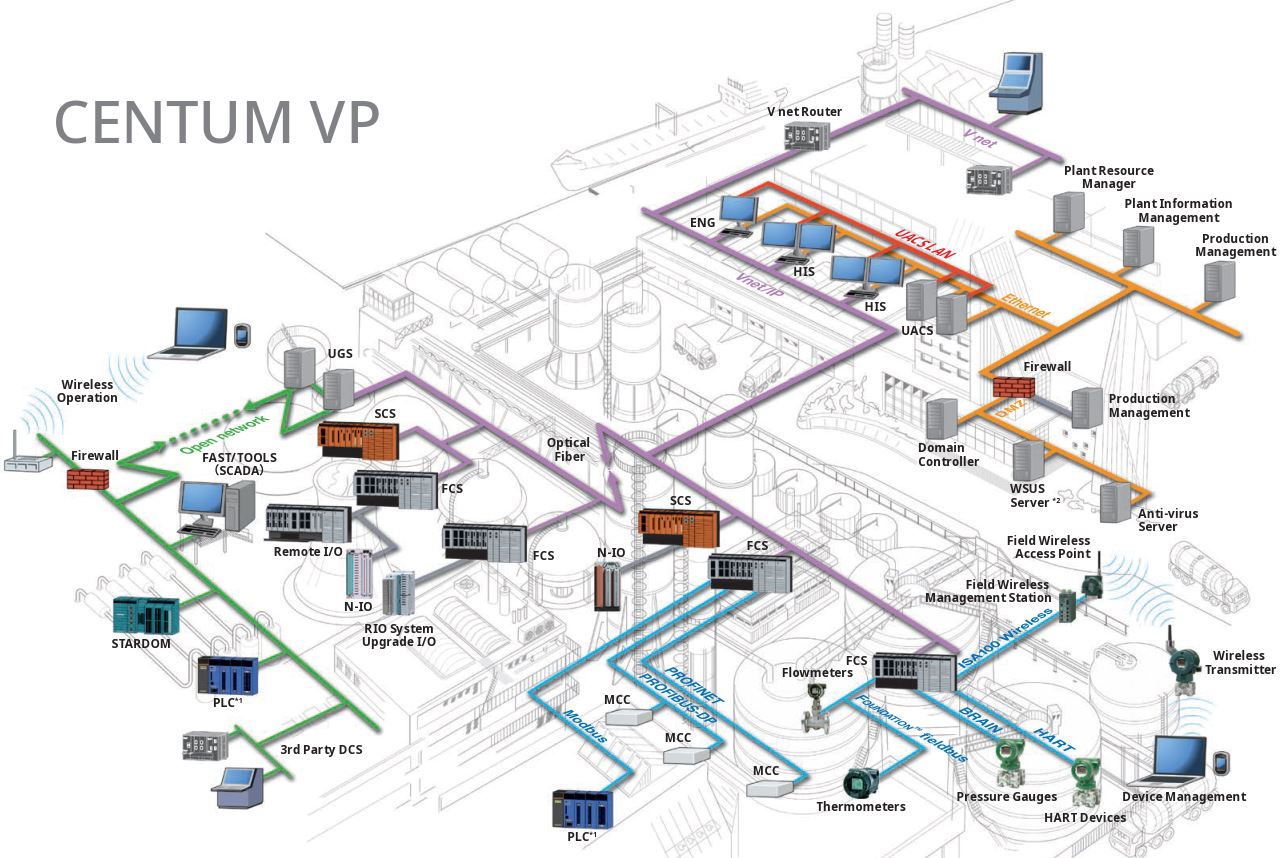 CENTUM VP
V net Router
V net
Plant Resource
Manager
Plant Information
Management
Production
Management
ENG
UACS LAN
HIS
Vnet/IP
HIS
Ethernet
UACS
UGS
Wireless
Operation
Firewall
DMZ
Production
Management
SCS
Open network
Optical
Fiber
Domain
Controller
Firewall
FAST/TOOLS
(SCADA)
FCS
SCS
WSUS
Server *2
Anti-virus
Server
Remote I/O
FCS
N-IO
FCS
Field Wireless
Access Point
N-IO
Field Wireless
Management Station
RIO System
Upgrade I/O
STARDOM
ISA100 Wireless
FCS
Wireless
Transmitter
Flowmeters
PROFINET
PROFIBUS-DP
PLC*1
MCC
Modbus
FOUNDATION™ fieldbus
BRAIN
HART
3rd Party DCS
MCC
MCC
Thermometers
Pressure Gauges
Device Management
HART Devices
PLC*1